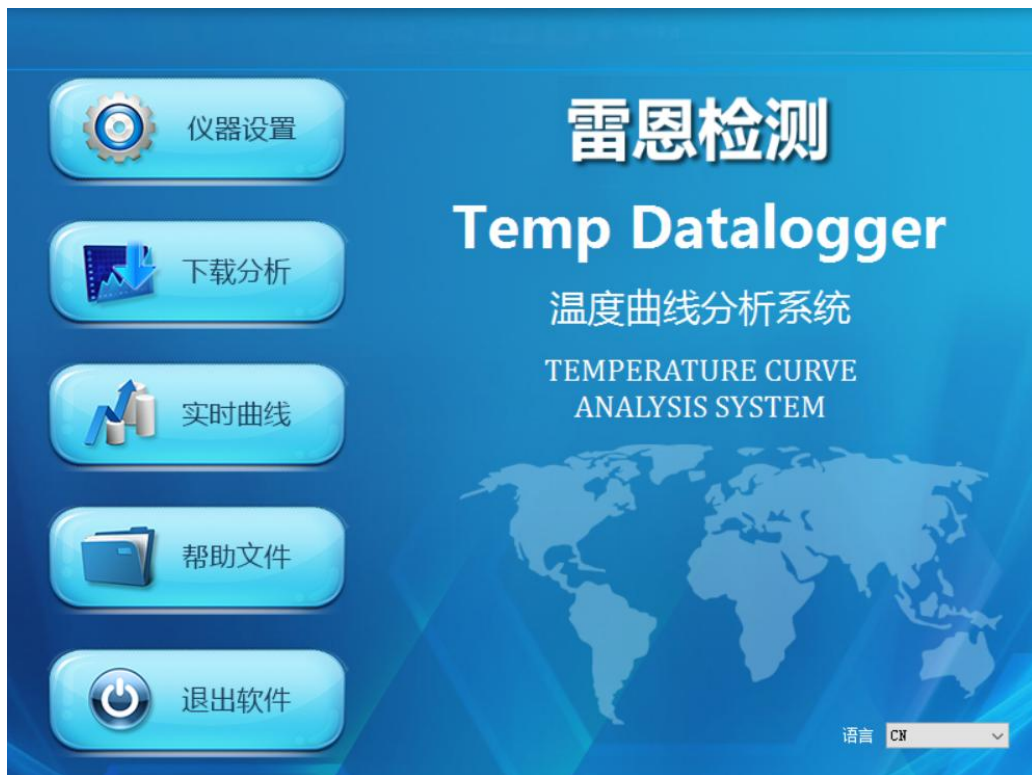 仪器设置
下载分析
实时曲线
帮助文件
退出软件
雷恩检测
Temp Datalogger
温度曲线分析系统
TEMPERATURE CURVE
ANALYSIS SYSTEM
语言 CN